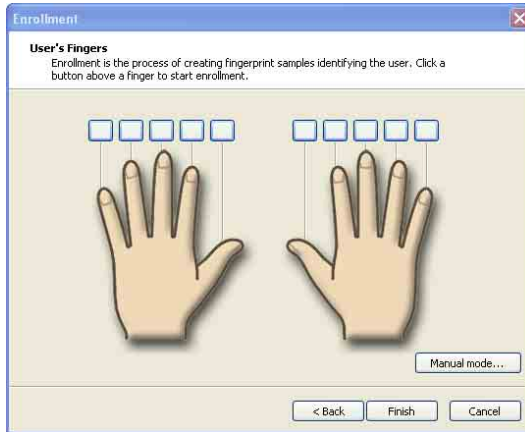 Enrollment
User's Fingers
Enrollment is the process of creating fingerprint samples identifying the user. Click a
button above a finger to start enrollment.
Manual mode...
< Back
Finish
Cancel